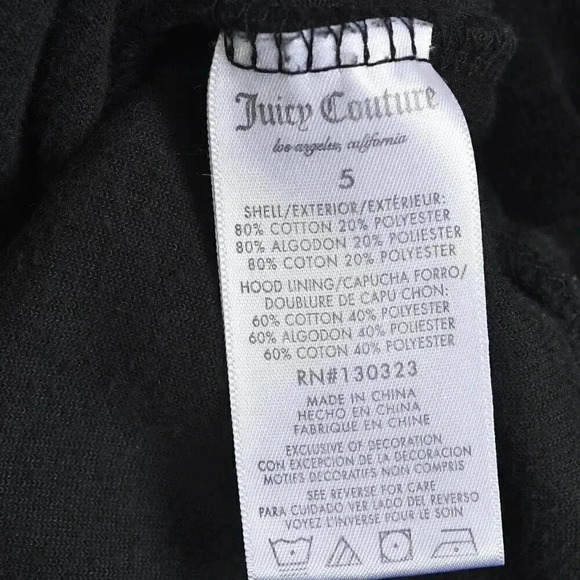 Juicy Couture
los angeles, california
5
SHELL/EXTERIOR/EXTÉRIEUR:
80% COTTON 20% POLYESTER
80% ALGODON 20% POLIESTER
80% COTON 20% POLYESTER
HOOD LINING/CAPUCHA FORRO/
DOUBLURE DE CAPU CHON:
60% COTTON 40% POLYESTER
60% ALGODON 40% POLIESTER
60% COTON 40% POLYESTER
RN#130323
MADE IN CHINA
HECHO EN CHINA
FABRIQUE EN CHINE
EXCLUSIVE OF DECORATION
CON EXCEPCION DE LA DECORACION
MOTIFS DECORATIFS NON COMPRIS
SEE REVERSE FOR CARE
PARA CUIDADO VER LADO DEL REVERSO
VOYEZ L'INVERSE POUR LE SOIN